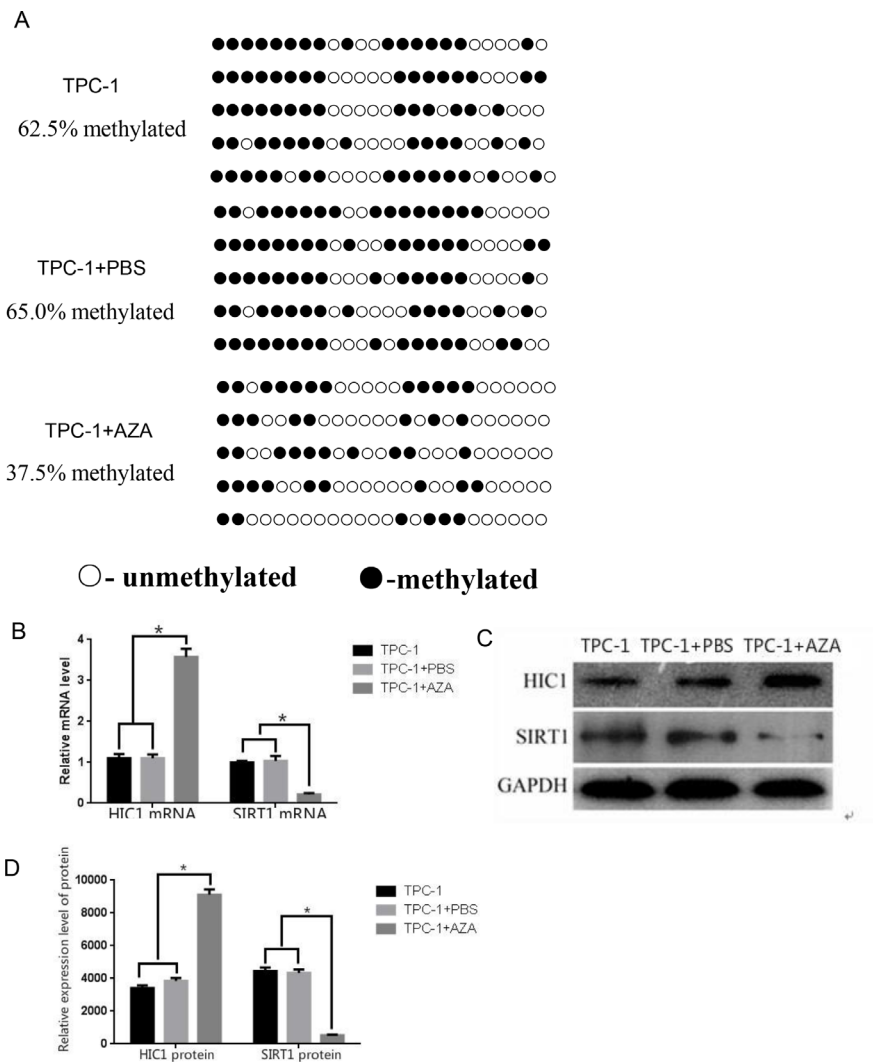 A
TPC-1
62.5% methylated
TPC-1+PBS
65.0% methylated
TPC-1+AZA
37.5% methylated
- unmethylated
-methylated
B
Relative mRNA level
4
3
2
1
0
*
*
HIC1 mRNA
SIRT1 mRNA
TPC-1
TPC-1+PBS
TPC-1+AZA
C
TPC-1 TPC-1+PBS TPC-1+AZA
HIC1
SIRT1
GAPDH
D
Relative expression level of protein
10000
8000
6000
4000
2000
0
*
*
HIC1 protein
SIRT1 protein
TPC-1
TPC-1+PBS
TPC-1+AZA